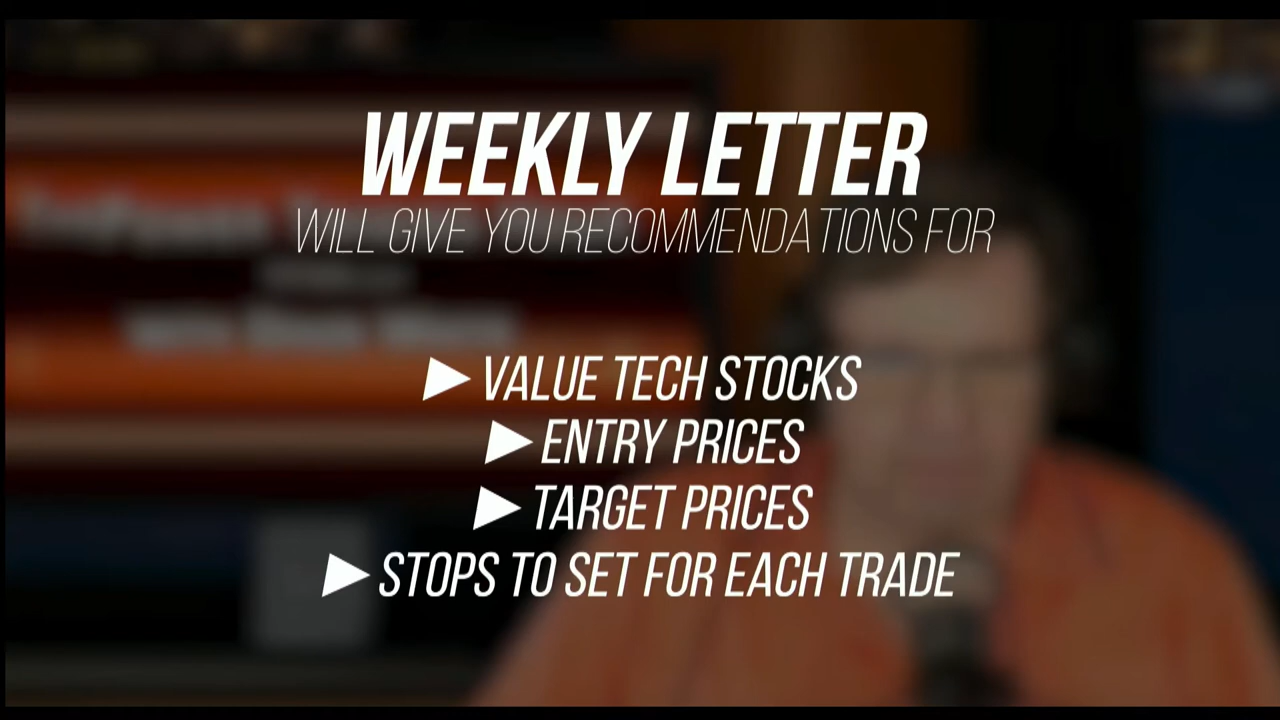 WEEKLY LETTER
WILL GIVE YOU RECOMMENDATIONS FOR
► VALUE TECH STOCKS
► ENTRY PRICES
► TARGET PRICES
► STOPS TO SET FOR EACH TRADE